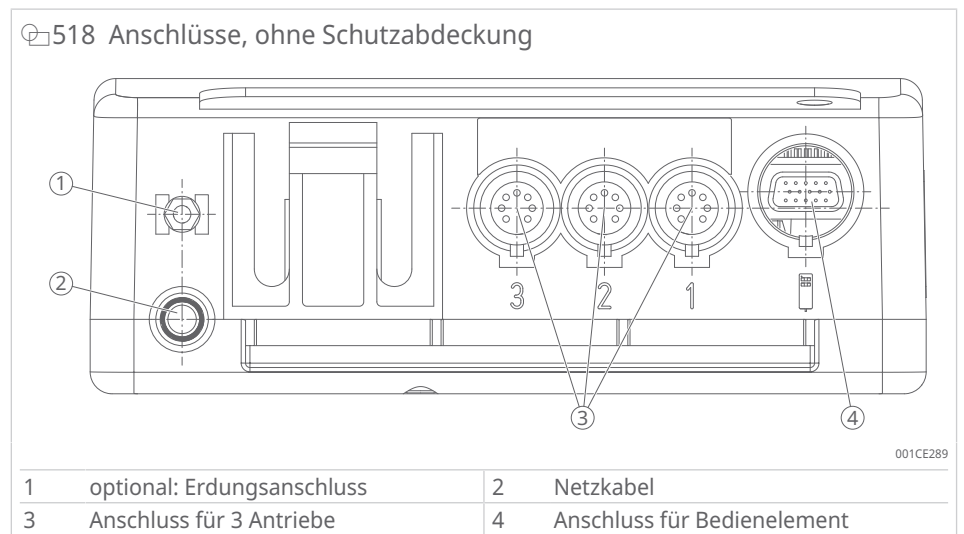 518 Anschlüsse, ohne Schutzabdeckung
1
2
3 2 1
3
4
001CE289
1 optional: Erdungsanschluss 2 Netzkabel
3 Anschluss für 3 Antriebe 4 Anschluss für Bedienelement